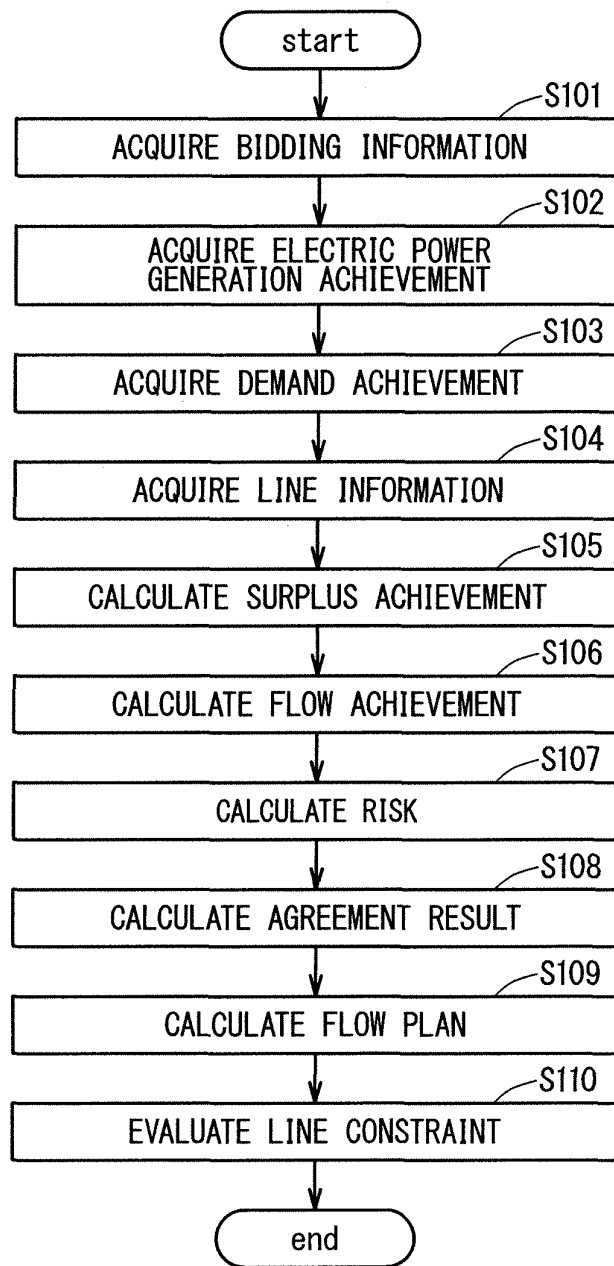 start
S101
ACQUIRE BIDDING INFORMATION
S102
ACQUIRE ELECTRIC POWER
GENERATION ACHIEVEMENT
S103
ACQUIRE DEMAND ACHIEVEMENT
S104
ACQUIRE LINE INFORMATION
S105
CALCULATE SURPLUS ACHIEVEMENT
S106
CALCULATE FLOW ACHIEVEMENT
S107
CALCULATE RISK
S108
CALCULATE AGREEMENT RESULT
S109
CALCULATE FLOW PLAN
S110
EVALUATE LINE CONSTRAINT
end